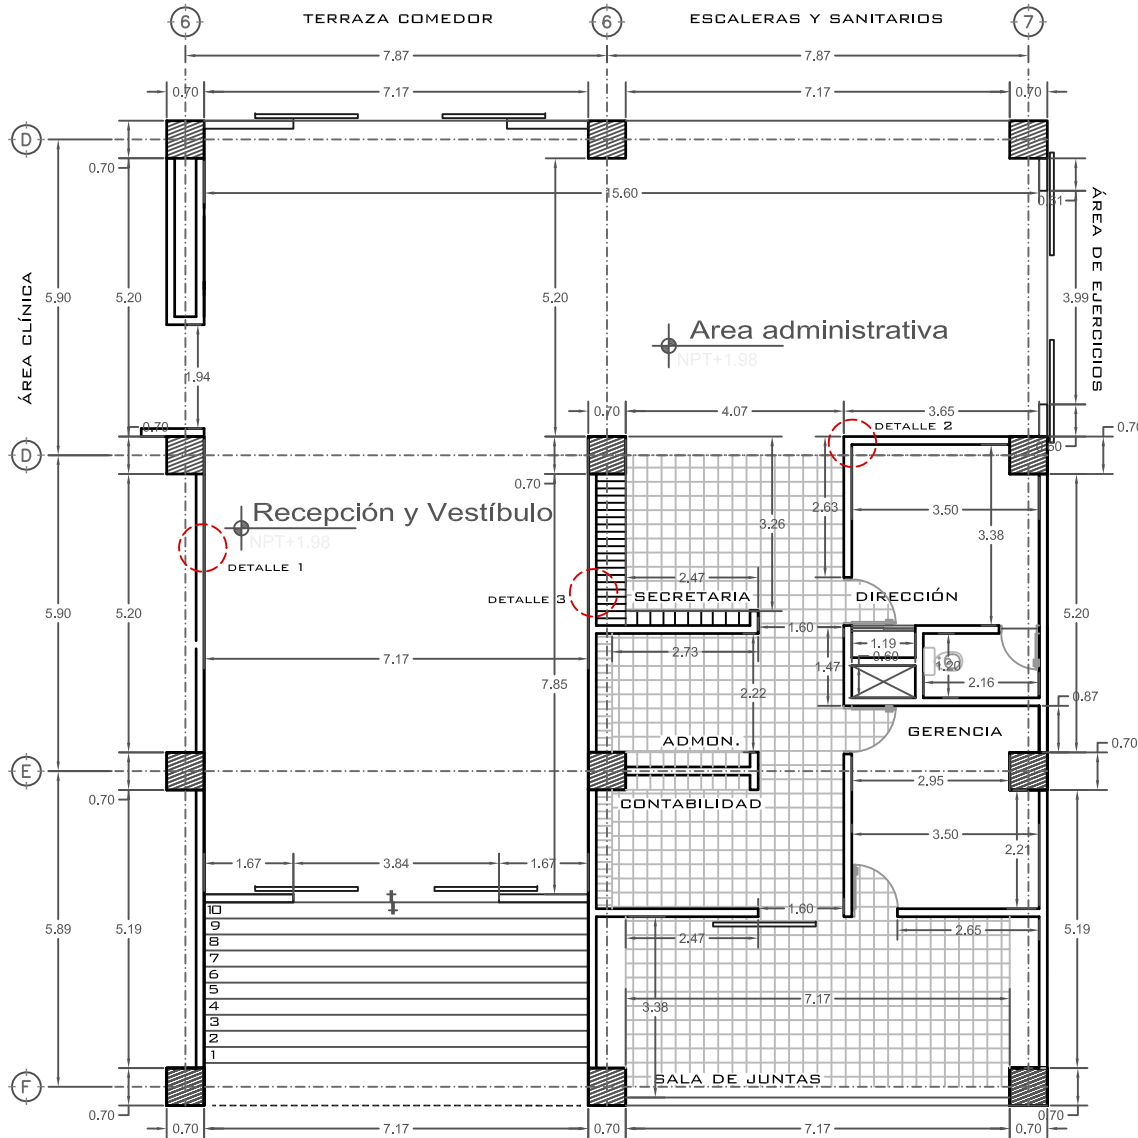 6 TERRAZA COMEDOR 6 ESCALERAS Y SANITARIOS 7
7.87 7.87
0.70 7.17 7.17 0.70
D
0.70
15.60
0.31
ÁREA CLÍNICA
ÁREA DE EJERCICIOS
5.90 5.20 5.20 3.99
Area administrativa
NPT+1.98
1.94
0.70 0.70 4.07 3.65
DETALLE 2
0.70
D
0.70
2.63
Recepción y Vestíbulo
NPT+1.98
3.50
3.26
3.38
DETALLE 1
2.47
DETALLE 3 SECRETARIA DIRECCIÓN
5.90 5.20 1.60 5.20
1.19
0.60
7.17 2.73 1.47 1.20
7.85 2.22 2.16
0.87
GERENCIA
ADMON.
0.70
E
2.95
0.70
CONTABILIDAD
3.50
2.21
1.67 3.84 1.67
10
1.60
9
5.89 5.19 2.47 2.65 5.19
8
7
6
5
7.17
4
3.38
3
2
1
SALA DE JUNTAS
F
0.70 0.70
0.70 7.17 0.70 7.17 0.70